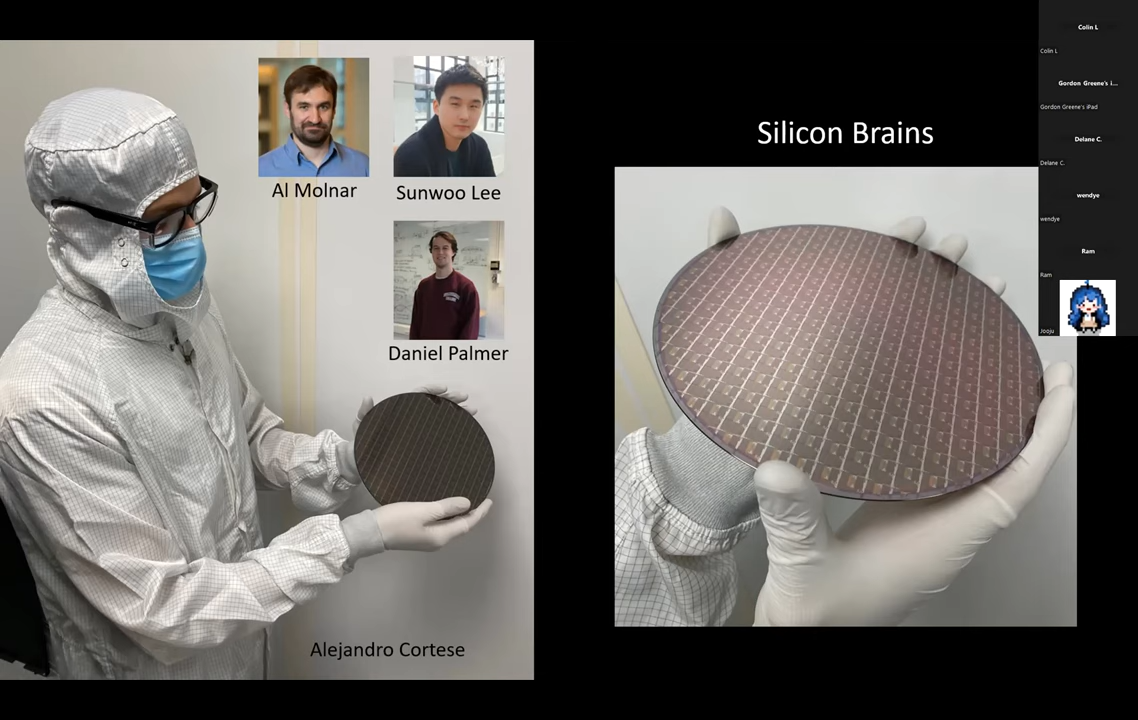 Al Molnar
Sunwoo Lee
Daniel Palmer
Alejandro Cortese
Silicon Brains
Colin L
Colin L
Gordon Greene's i...
Gordon Greene's iPad
Delane C.
Delane C.
wendye
wendye
Ram
Ram
Jooju